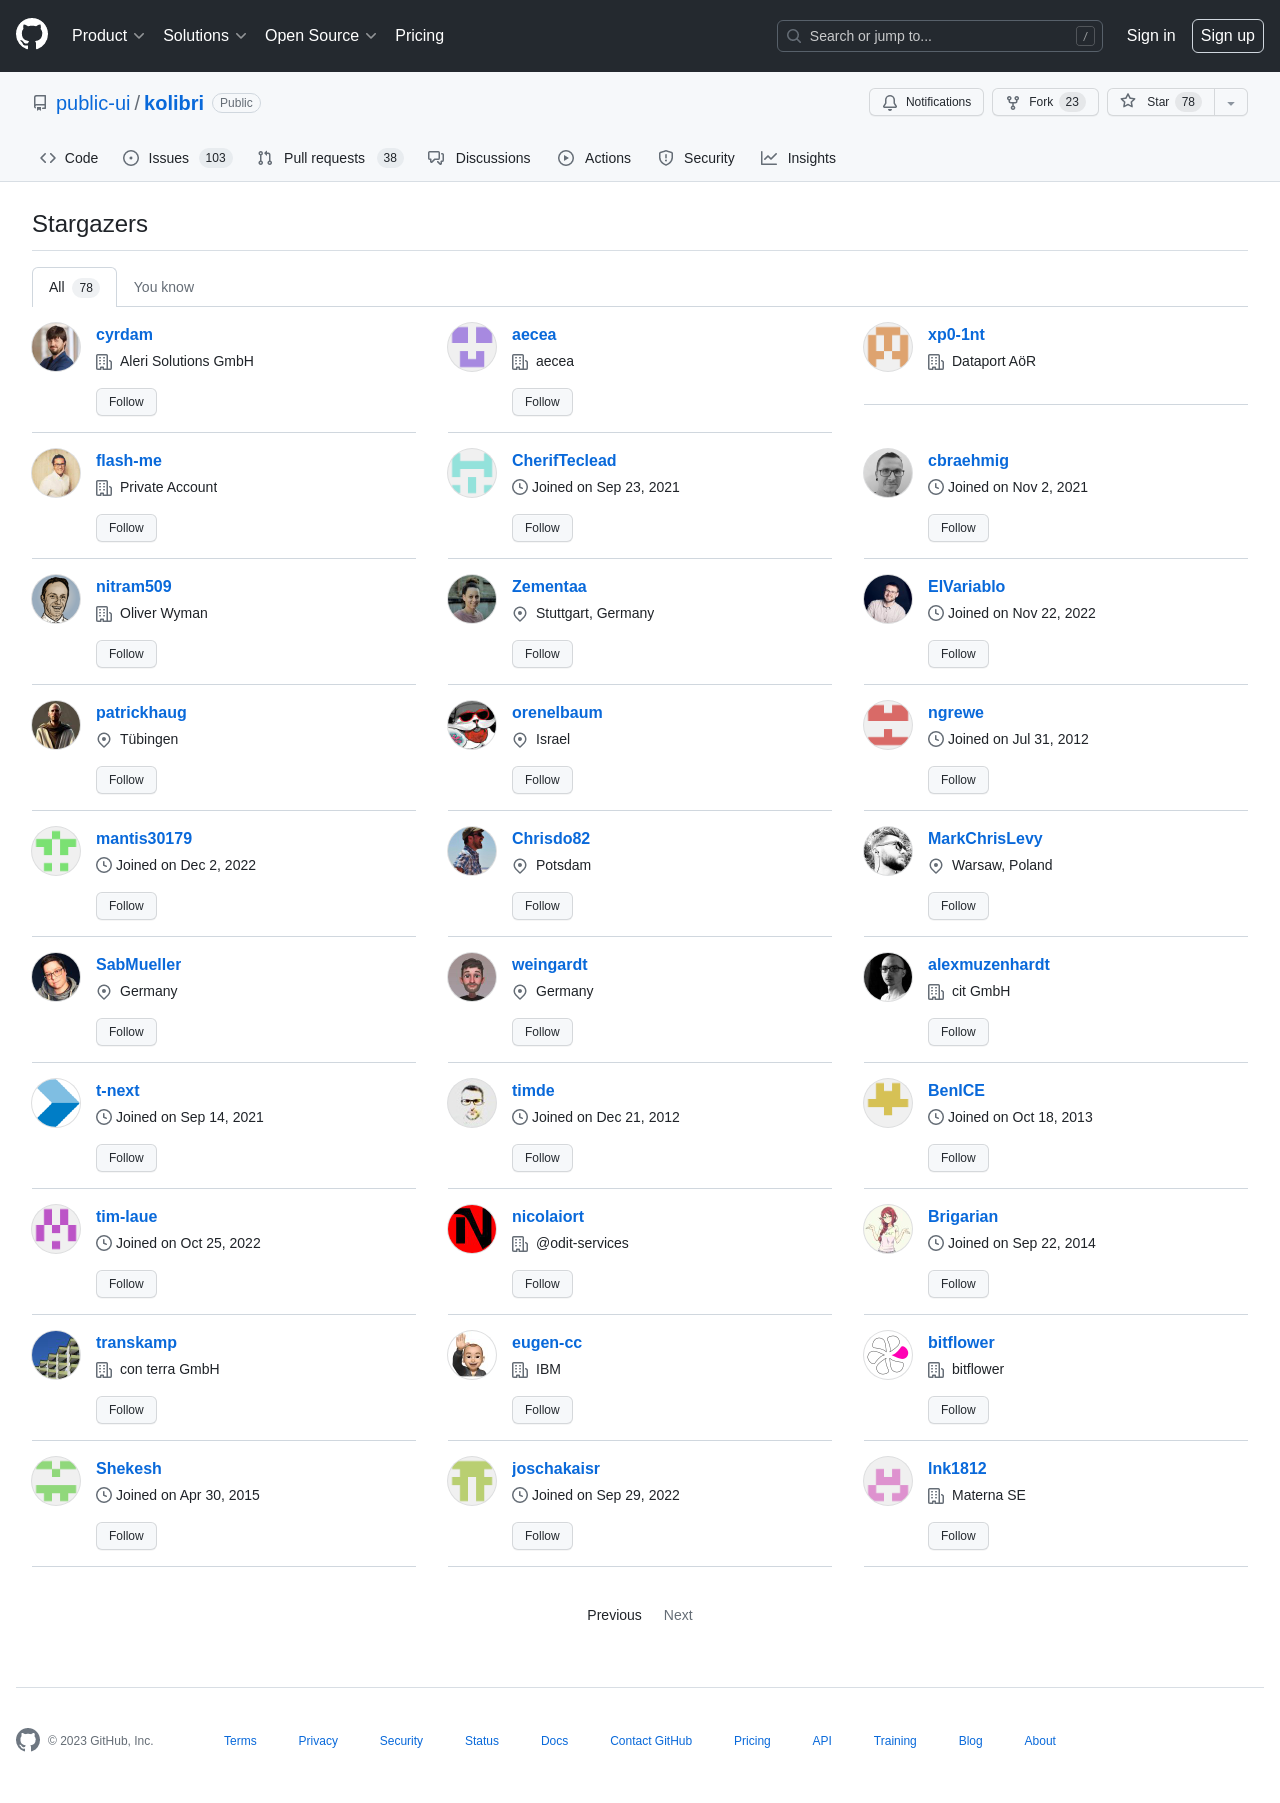 Product Solutions Open Source Pricing Search or jump to... / Sign in Sign up
public-ui / kolibri Public Notifications Fork 23 Star 78
Code Issues 103 Pull requests 38 Discussions Actions Security Insights
Stargazers
All 78 You know
cyrdam aecea xp0-1nt
Aleri Solutions GmbH aecea Dataport AöR
Follow Follow
flash-me CherifTeclead cbraehmig
Private Account Joined on Sep 23, 2021 Joined on Nov 2, 2021
Follow Follow Follow
nitram509 Zementaa ElVariablo
Oliver Wyman Stuttgart, Germany Joined on Nov 22, 2022
Follow Follow Follow
patrickhaug orenelbaum ngrewe
Tübingen Israel Joined on Jul 31, 2012
Follow Follow Follow
mantis30179 Chrisdo82 MarkChrisLevy
Joined on Dec 2, 2022 Potsdam Warsaw, Poland
Follow Follow Follow
SabMueller weingardt alexmuzenhardt
Germany Germany cit GmbH
Follow Follow Follow
t-next timde BenICE
Joined on Sep 14, 2021 Joined on Dec 21, 2012 Joined on Oct 18, 2013
Follow Follow Follow
tim-laue nicolaiort Brigarian
Joined on Oct 25, 2022 @odit-services Joined on Sep 22, 2014
Follow Follow Follow
transkamp eugen-cc bitflower
con terra GmbH IBM bitflower
Follow Follow Follow
Shekesh joschakaisr lnk1812
Joined on Apr 30, 2015 Joined on Sep 29, 2022 Materna SE
Follow Follow Follow
Previous Next
© 2023 GitHub, Inc. Terms Privacy Security Status Docs Contact GitHub Pricing API Training Blog About